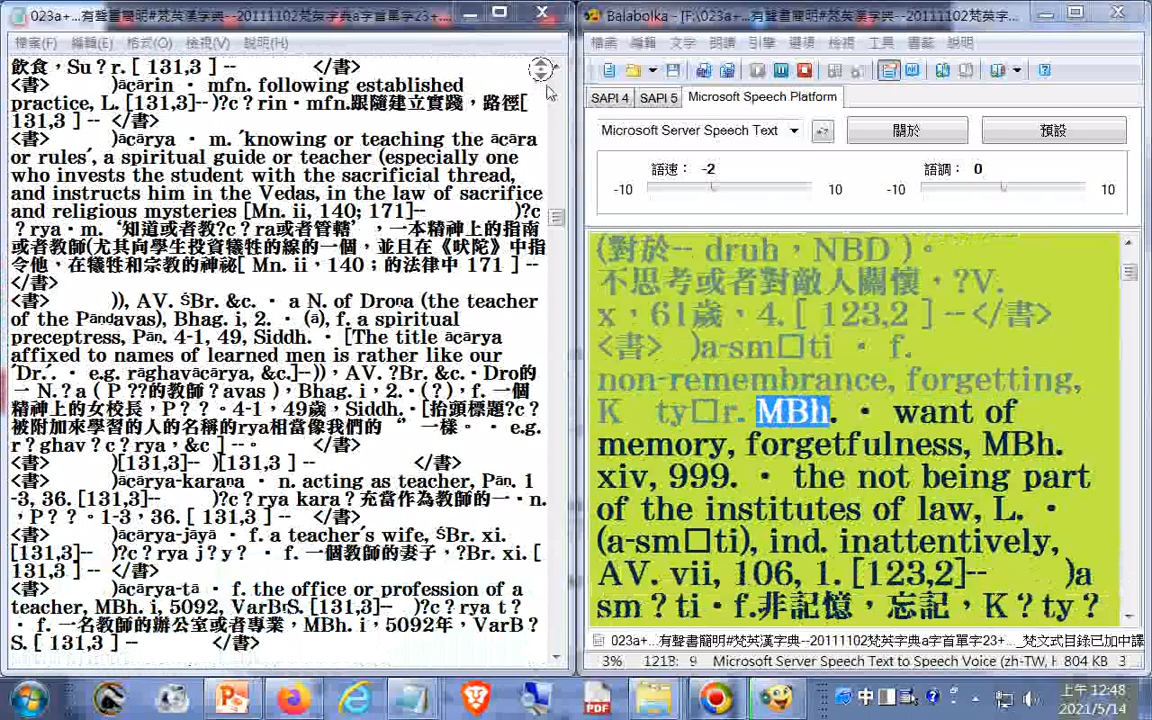 023a+...有聲書簡明#梵英漢字典--20111102梵英字典a字首單字23+...
檔案(F) 編輯(E) 格式(O) 檢視(V) 說明(H)
飲食，Su？r. [ 131,3 ] -- </書>
<書> )ācārin • mfn. following established
practice, L. [131,3]-- )?c？rin • mfn.跟隨建立實踐，路徑[
131,3 ] -- </書>
<書> )ācārya • m. 'knowing or teaching the ācāra
or rules', a spiritual guide or teacher (especially one
who invests the student with the sacrificial thread,
and instructs him in the Vedas, in the law of sacrifice
and religious mysteries [Mn. ii, 140; 171]-- )?c
？rya • m. ‘知道或者教?c？ra或者管轄’，一本精神上的指南
或者教師(尤其向學生投資犧牲的線的一個，並且在《吠陀》中指
令他，在犧牲和宗教的神祕[ Mn. ii，140；的法律中 171 ] --
</書>
<書> )), AV. ŚBr. &c. • a N. of Droṇa (the teacher
of the Pāṇḍavas), Bhag. i, 2. • (ā), f. a spiritual
preceptress, Pāṇ. 4-1, 49, Siddh. • [The title ācārya
affixed to names of learned men is rather like our
'Dr.'. • e.g. rāghavācārya, &c.]--)), AV. ?Br. &c. • Dro的
一 N.？a ( P ??的教師？avas )，Bhag. i，2. • (？)，f. 一個
精神上的女校長，P？？。4-1，49歲，Siddh. • [抬頭標題?c？
被附加來學習的人的名稱的rya相當像我們的 ‘’ 一樣。 • e.g.
r？ghav？c？rya，&c ] --。 </書>
<書> )[131,3]-- )[131,3 ] -- </書>
<書> )ācārya-karaṇa • n. acting as teacher, Pāṇ. 1
-3, 36. [131,3]-- )?c？rya kara？充當作為教師的一 • n.
，P？？。1-3，36. [ 131,3 ] -- </書>
<書> )ācārya-jāyā • f. a teacher's wife, ŚBr. xi.
[131,3]-- )?c？rya j？y？ • f. 一個教師的妻子，?Br. xi. [
131,3 ] -- </書>
<書> )ācārya-tā • f. the office or profession of a
teacher, MBh. i, 5092, VarBṛS. [131,3]-- )?c？rya t？
• f. 一名教師的辦公室或者專業，MBh. i，5092年，VarB？
S. [ 131,3 ] -- </書>
Balabolka - [F:\023a+...有聲書簡明#梵英漢字典--20111102梵英字...
檔案 編輯 文字 朗讀 引擎 選項 檢視 工具 書籤 說明
SAPI 4 SAPI 5 Microsoft Speech Platform
Microsoft Server Speech Text 關於 預設
語速： -2 語調： 0
-10 10 -10 10
(對於-- druh，NBD )。
不思考或者對敵人關懷，?V.
x，61歲，4. [ 123,2 ] --</書>
<書> )a-sm□ti • f.
non-remembrance, forgetting,
K ty□r. MBh. • want of
memory, forgetfulness, MBh.
xiv, 999. • the not being part
of the institutes of law, L. •
(a-sm□ti), ind. inattentively,
AV. vii, 106, 1. [123,2]-- )a
sm？ti • f.非記憶，忘記，K？ty？
023a+...有聲書簡明#梵英漢字典--20111102梵英字典a字首單字23+..._梵文式目錄已加中譯
3% 1218: 9 Microsoft Server Speech Text to Speech Voice (zh-TW, H 804 KB 3
中
PDF
上午 12:48
2021/5/14